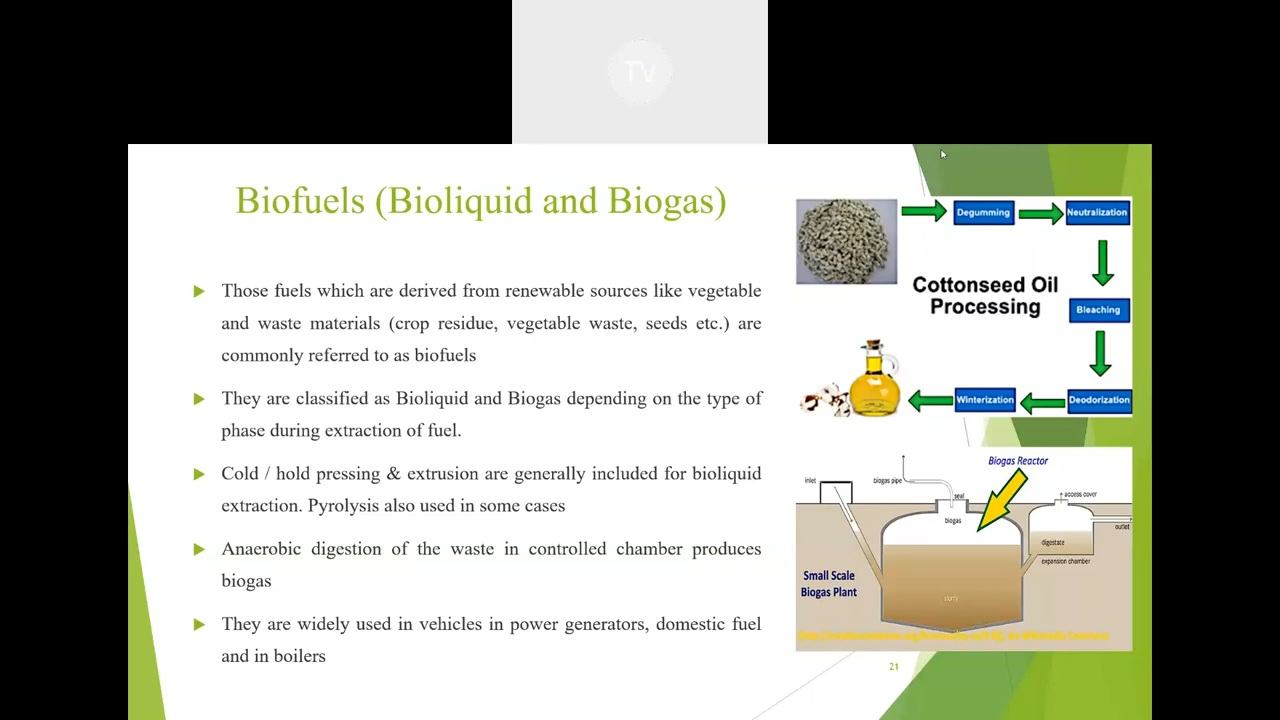 TV
Biofuels (Bioliquid and Biogas)
Those fuels which are derived from renewable sources like vegetable
and waste materials (crop residue, vegetable waste, seeds etc.) are
commonly referred to as biofuels
They are classified as Bioliquid and Biogas depending on the type of
phase during extraction of fuel.
Cold / hold pressing & extrusion are generally included for bioliquid
extraction. Pyrolysis also used in some cases
Anaerobic digestion of the waste in controlled chamber produces
biogas
They are widely used in vehicles in power generators, domestic fuel
and in boilers
Degumming
Neutralization
Cottonseed Oil
Processing
Bleaching
Deodorization
Winterization
Biogas Reactor
inlet
biogas pipe
seal
access cover
biogas
outlet
digestate
expansion chamber
Small Scale
Biogas Plant
slurry
via Wikimedia Commons
21